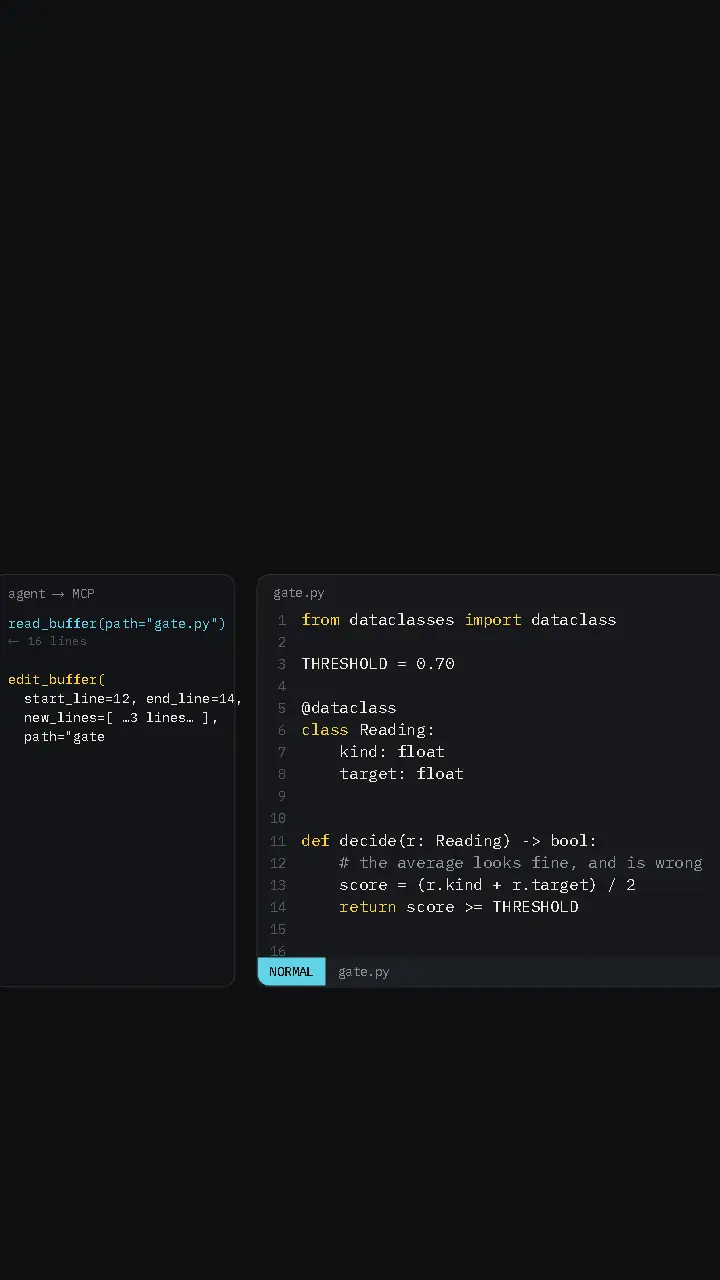 agent → MCP
read_buffer(path="gate.py")
← 16 lines
edit_buffer(
start_line=12, end_line=14,
new_lines=[ …3 lines… ],
path="gate
gate.py
1 from dataclasses import dataclass
2
3 THRESHOLD = 0.70
4
5 @dataclass
6 class Reading:
7 kind: float
8 target: float
9
10
11 def decide(r: Reading) -> bool:
12 # the average looks fine, and is wrong
13 score = (r.kind + r.target) / 2
14 return score >= THRESHOLD
15
16
NORMAL gate.py